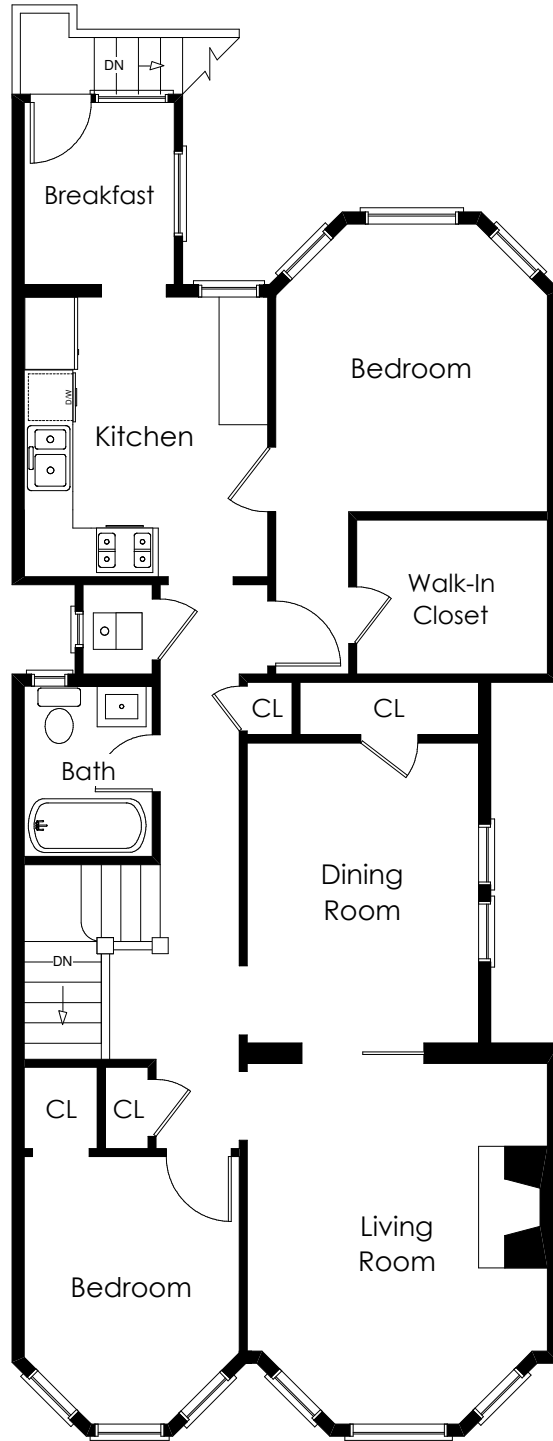 DN
Breakfast
Bedroom
D/W
Kitchen
Walk-In
Closet
CL
CL
Bath
Dining
Room
DN
CL
CL
Living
Room
Bedroom